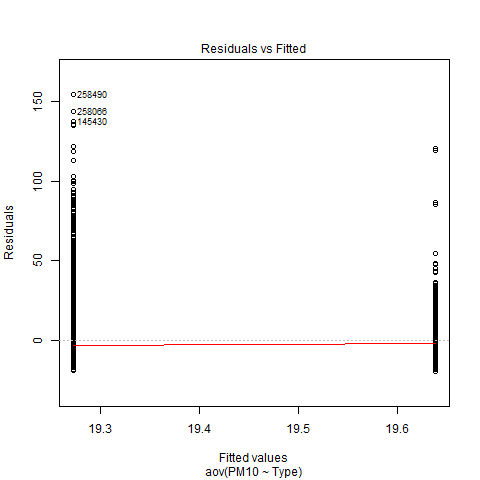 Residuals vs Fitted
258490
258066
145430
150
100
50
0
Residuals
19.3
19.4
19.5
19.6
Fitted values
aov(PM10 ~ Type)